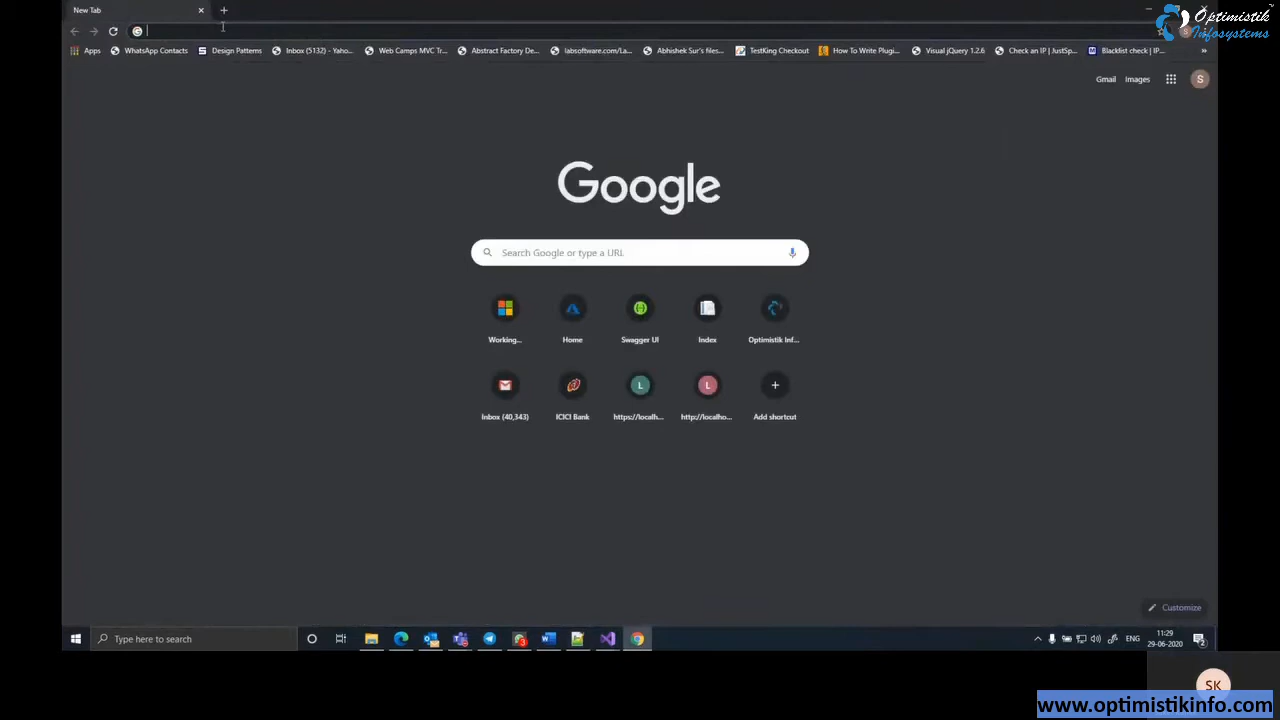 New Tab
Optimistik
Infosystems
Apps WhatsApp Contacts Design Patterns Inbox (5132) - Yaho... Web Camps MVC Tr... Abstract Factory De... labsoftware.com/La... Abhishek Sur's files... TestKing Checkout How To Write Plugi... Visual jQuery 1.2.6 Check an IP | JustSp... Blacklist check | IP... »
Gmail Images S
Google
Search Google or type a URL
Working... Home Swagger UI Index Optimistik Inf...
L L
Inbox (40,343) ICICI Bank https://localh... http://localho... Add shortcut
Customize
Type here to search
3
ENG
11:29
29-06-2020
2
SK
www.optimistikinfo.com